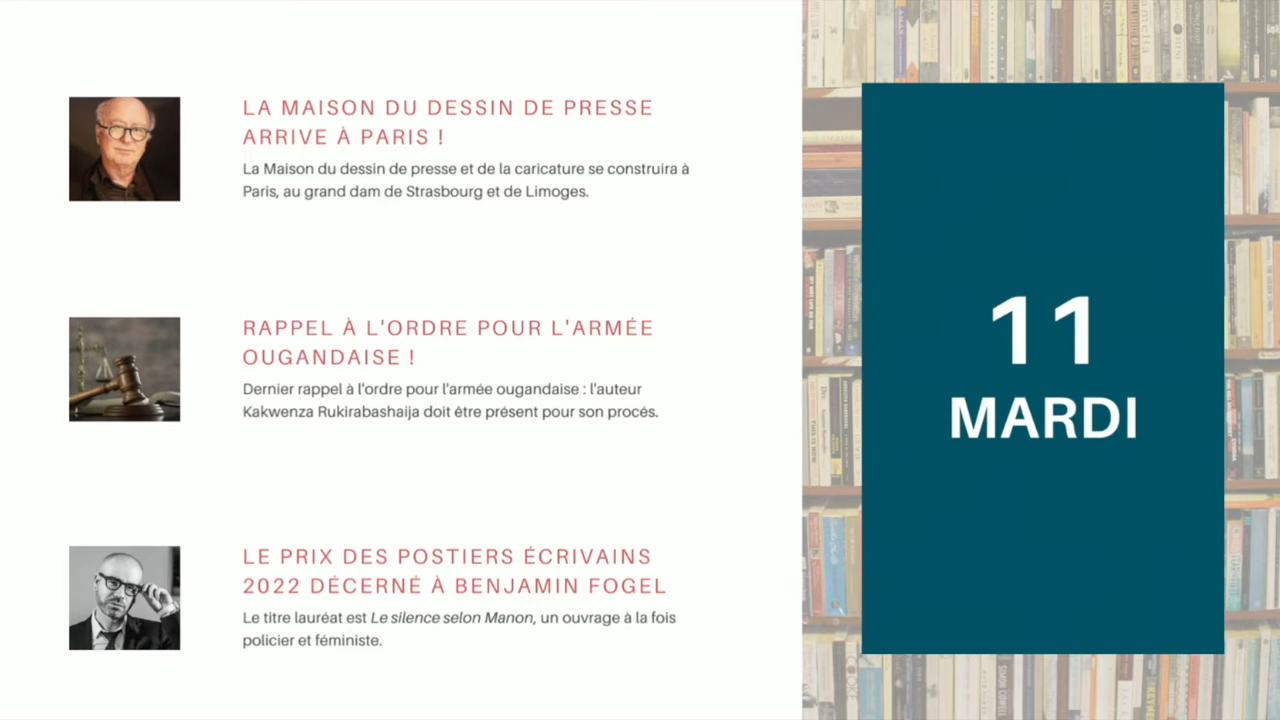 LA MAISON DU DESSIN DE PRESSE
ARRIVE À PARIS !
La Maison du dessin de presse et de la caricature se construira à
Paris, au grand dam de Strasbourg et de Limoges.
RAPPEL À L'ORDRE POUR L'ARMÉE
OUGANDAISE !
Dernier rappel à l'ordre pour l'armée ougandaise : l'auteur
Kakwenza Rukirabashaija doit être présent pour son procés.
LE PRIX DES POSTIERS ÉCRIVAINS
2022 DÉCERNÉ À BENJAMIN FOGEL
Le titre lauréat est Le silence selon Manon, un ouvrage à la fois
policier et féministe.
11
MARDI